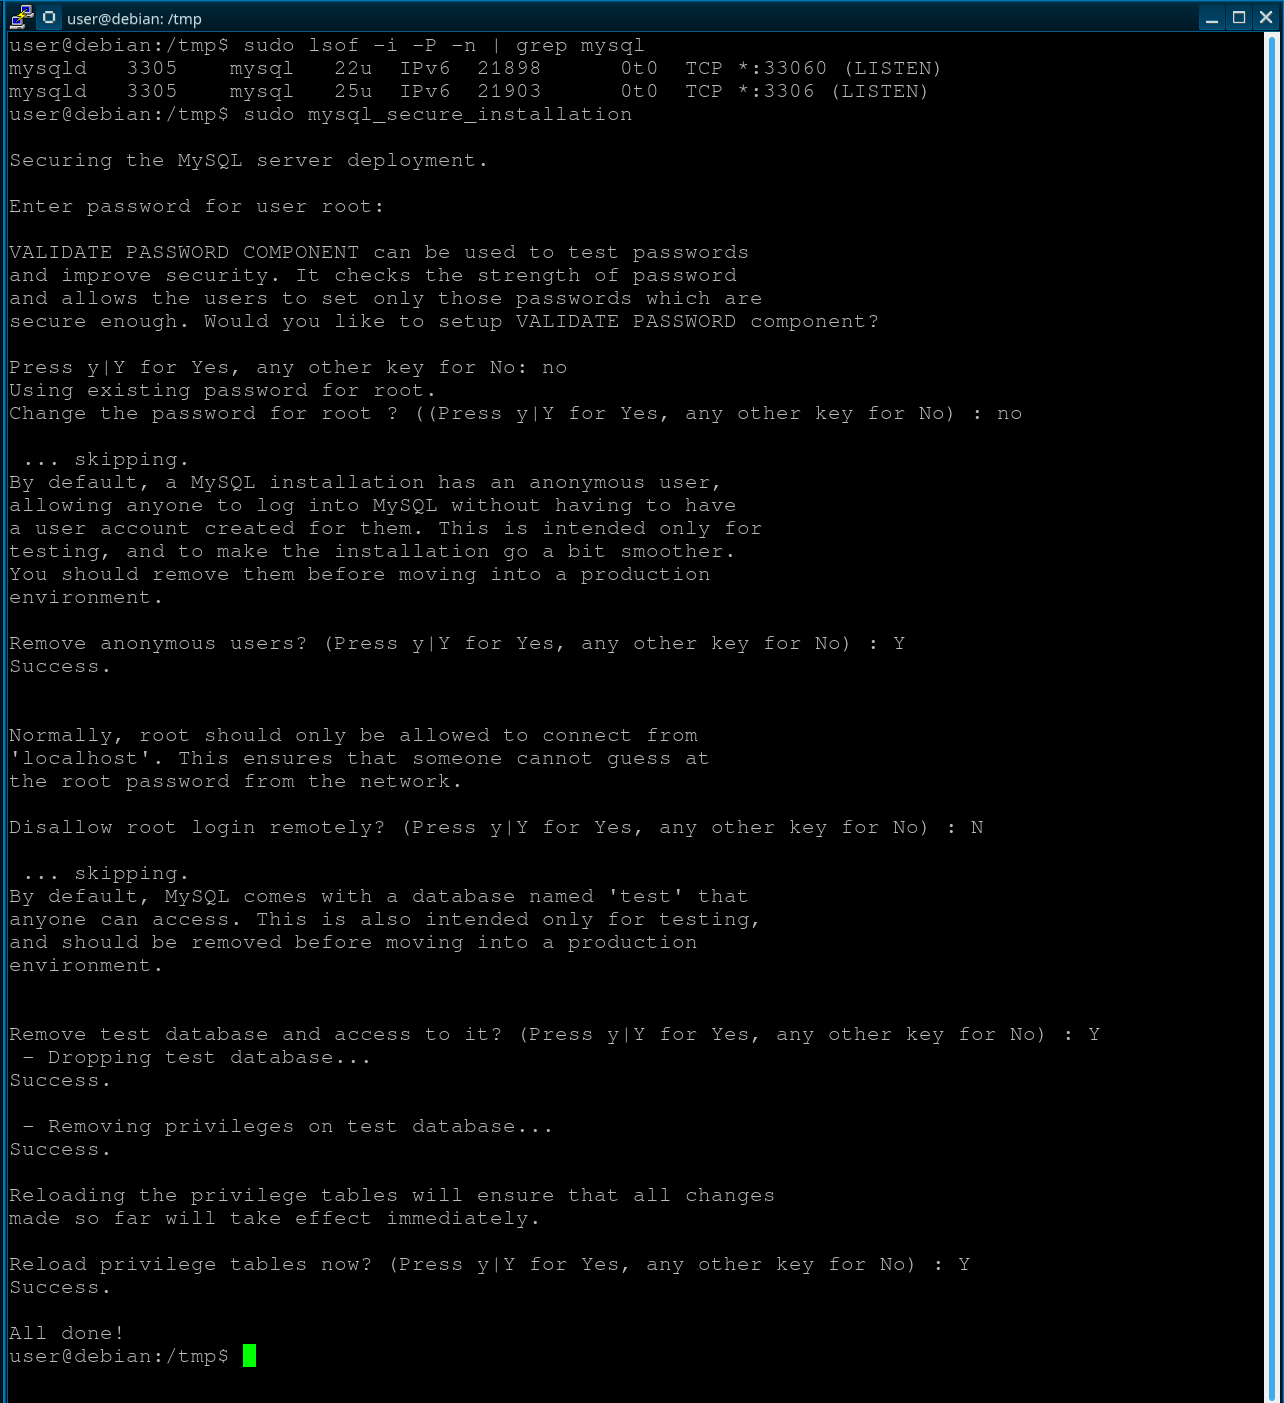 user@debian: /tmp
user@debian:/tmp$ sudo lsof -i -P -n | grep mysql
mysqld   3305    mysql   22u  IPv6  21898      0t0  TCP *:33060 (LISTEN)
mysqld   3305    mysql   25u  IPv6  21903      0t0  TCP *:3306 (LISTEN)
user@debian:/tmp$ sudo mysql_secure_installation

Securing the MySQL server deployment.

Enter password for user root:

VALIDATE PASSWORD COMPONENT can be used to test passwords
and improve security. It checks the strength of password
and allows the users to set only those passwords which are
secure enough. Would you like to setup VALIDATE PASSWORD component?

Press y|Y for Yes, any other key for No: no
Using existing password for root.
Change the password for root ? ((Press y|Y for Yes, any other key for No) : no

 ... skipping.
By default, a MySQL installation has an anonymous user,
allowing anyone to log into MySQL without having to have
a user account created for them. This is intended only for
testing, and to make the installation go a bit smoother.
You should remove them before moving into a production
environment.

Remove anonymous users? (Press y|Y for Yes, any other key for No) : Y
Success.


Normally, root should only be allowed to connect from
'localhost'. This ensures that someone cannot guess at
the root password from the network.

Disallow root login remotely? (Press y|Y for Yes, any other key for No) : N

 ... skipping.
By default, MySQL comes with a database named 'test' that
anyone can access. This is also intended only for testing,
and should be removed before moving into a production
environment.


Remove test database and access to it? (Press y|Y for Yes, any other key for No) : Y
 - Dropping test database...
Success.

 - Removing privileges on test database...
Success.

Reloading the privilege tables will ensure that all changes
made so far will take effect immediately.

Reload privilege tables now? (Press y|Y for Yes, any other key for No) : Y
Success.

All done!
user@debian:/tmp$